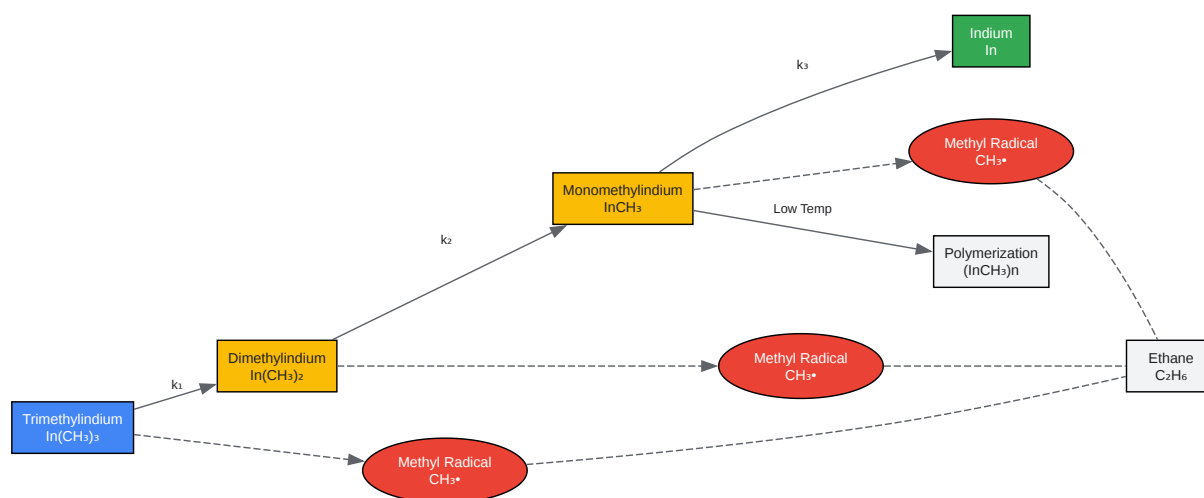 Indium
In
k₃
Methyl Radical
CH₃•
Monomethylindium
InCH₃
Low Temp
k₂
Polymerization
(InCH₃)n
Dimethylindium
In(CH₃)₂
Methyl Radical
CH₃•
Ethane
C₂H₆
k₁
Trimethylindium
In(CH₃)₃
Methyl Radical
CH₃•